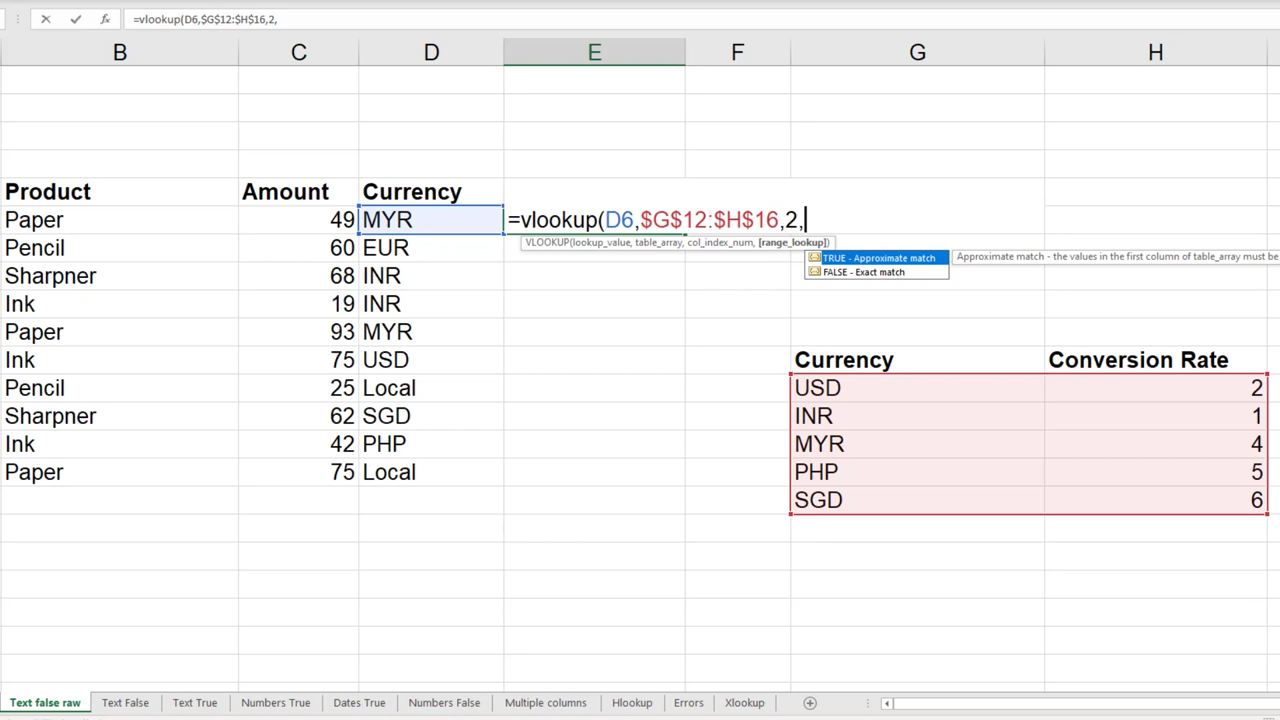 =vlookup(D6,$G$12:$H$16,2,
B C D E F G H
Product Amount Currency
Paper 49 MYR =vlookup(D6,$G$12:$H$16,2,
VLOOKUP(lookup_value, table_array, col_index_num, [range_lookup])
Pencil 60 EUR
TRUE - Approximate match Approximate match - the values in the first column of table_array must be
FALSE - Exact match
Sharpner 68 INR
Ink 19 INR
Paper 93 MYR
Ink 75 USD Currency Conversion Rate
Pencil 25 Local USD 2
Sharpner 62 SGD INR 1
Ink 42 PHP MYR 4
Paper 75 Local PHP 5
SGD 6
Text false raw Text False Text True Numbers True Dates True Numbers False Multiple columns Hlookup Errors Xlookup